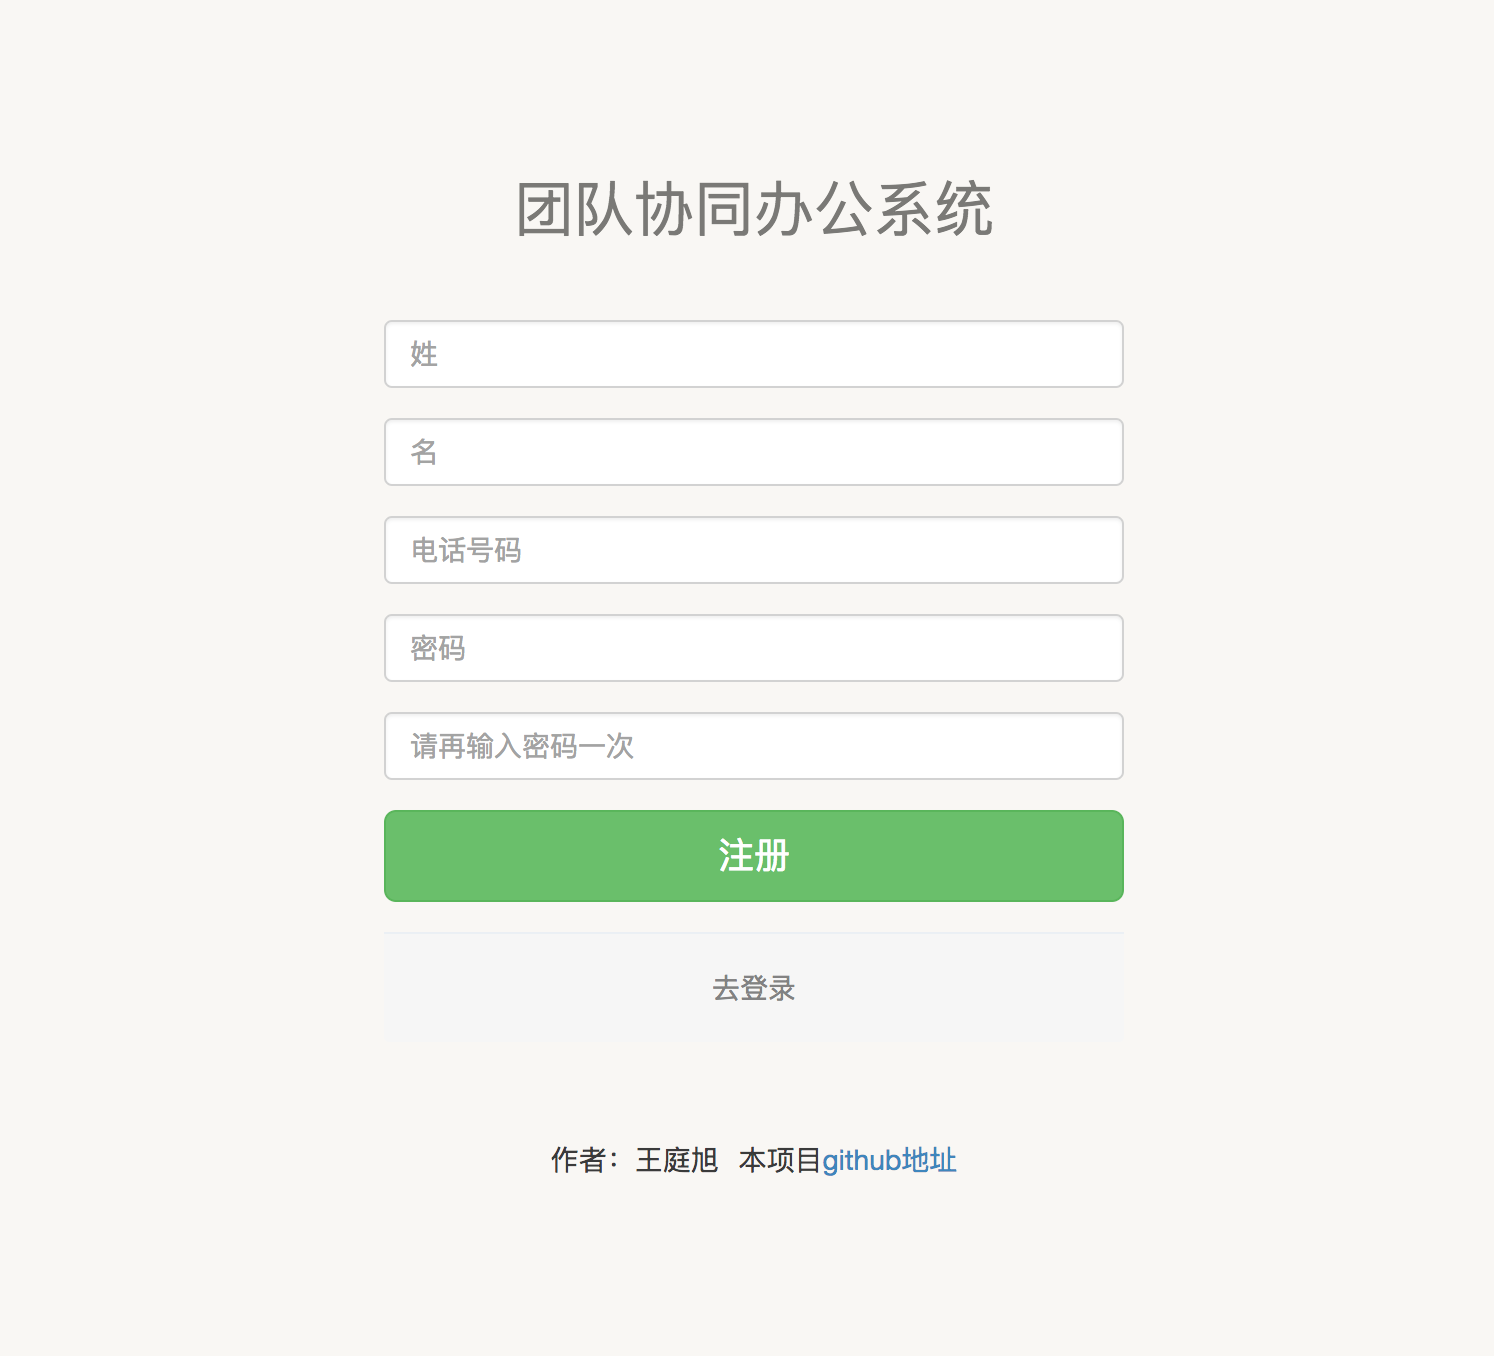 团队协同办公系统
姓
名
电话号码
密码
请再输入密码一次
注册
去登录
作者：王庭旭 本项目github地址